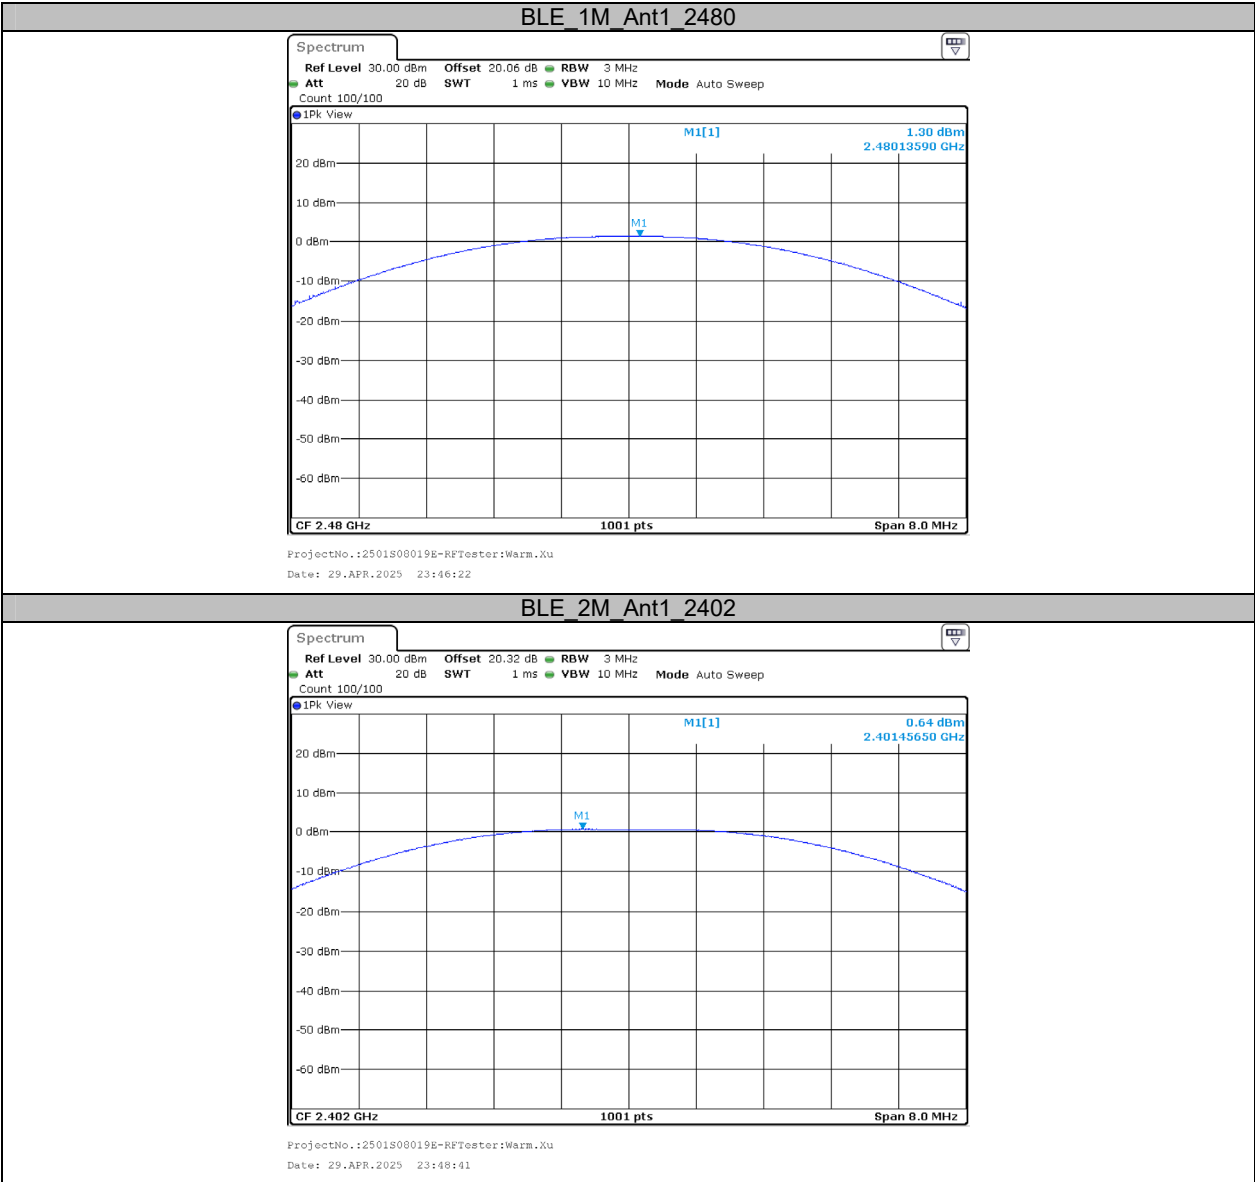 BLE_1M_Ant1_2480
Spectrum
Ref Level 30.00 dBm Offset 20.06 dB RBW 3 MHz
Att 20 dB SWT 1 ms VBW 10 MHz Mode Auto Sweep
Count 100/100
1Pk View
M1[1] 1.30 dBm
2.48013590 GHz
20 dBm
10 dBm
M1
0 dBm
-10 dBm
-20 dBm
-30 dBm
-40 dBm
-50 dBm
-60 dBm
CF 2.48 GHz 1001 pts Span 8.0 MHz
ProjectNo.:2501S08019E-RFTester:Warm.Xu
Date: 29.APR.2025 23:46:22
BLE_2M_Ant1_2402
Spectrum
Ref Level 30.00 dBm Offset 20.32 dB RBW 3 MHz
Att 20 dB SWT 1 ms VBW 10 MHz Mode Auto Sweep
Count 100/100
1Pk View
M1[1] 0.64 dBm
2.40145650 GHz
20 dBm
10 dBm
M1
0 dBm
-10 dBm
-20 dBm
-30 dBm
-40 dBm
-50 dBm
-60 dBm
CF 2.402 GHz 1001 pts Span 8.0 MHz
ProjectNo.:2501S08019E-RFTester:Warm.Xu
Date: 29.APR.2025 23:48:41